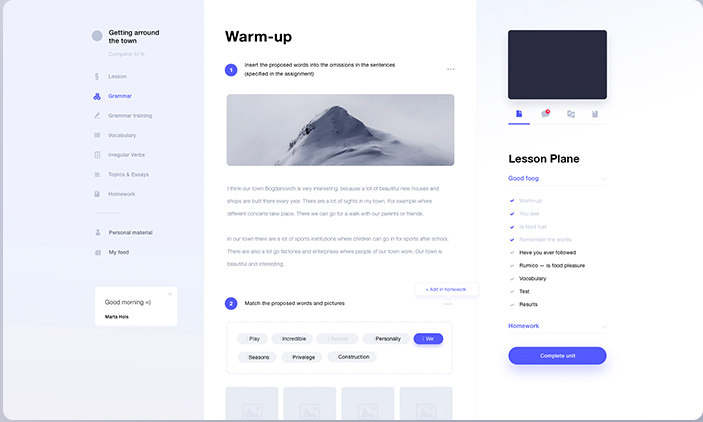 Getting arround
the town
Complete 57%
Lesson
Grammar
Grammar training
Vocabulary
Irregular Verbs
Topics & Essays
Homework
Personal material
My feed
Good morning =)
Marta Hols
Warm-up
1
Insert the proposed words into the omissions in the sentences
(specified in the assignment)
I think our town Bogdanovich is very interesting, because a lot of beautiful new houses and
shops are built there every year. There are a lot of sights in my town. For example where
different concerts take place. There we can go for a walk with our parents or friends.
In our town there are a lot of sports institutions where children can go in for sports after school.
There are also a lot go factories and enterprises where people of our town work. Our town is
beautiful and interesting.
+ Add in homework
2
Match the proposed words and pictures
Play
Incredible
Personally
We
Seasons
Privelege
Construction
Lesson Plane
Good foog
Warm-up
You diet
Is food fuel
Remember the words
Have you ever followed
Rumico — is food pleasure
Vocabulary
Test
Results
Homework
Complete unit